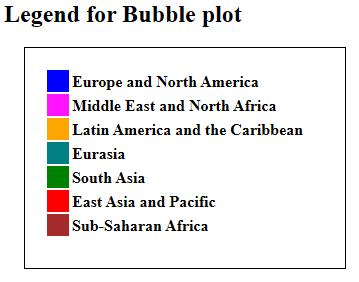 Legend for Bubble plot
Europe and North America
Middle East and North Africa
Latin America and the Caribbean
Eurasia
South Asia
East Asia and Pacific
Sub-Saharan Africa